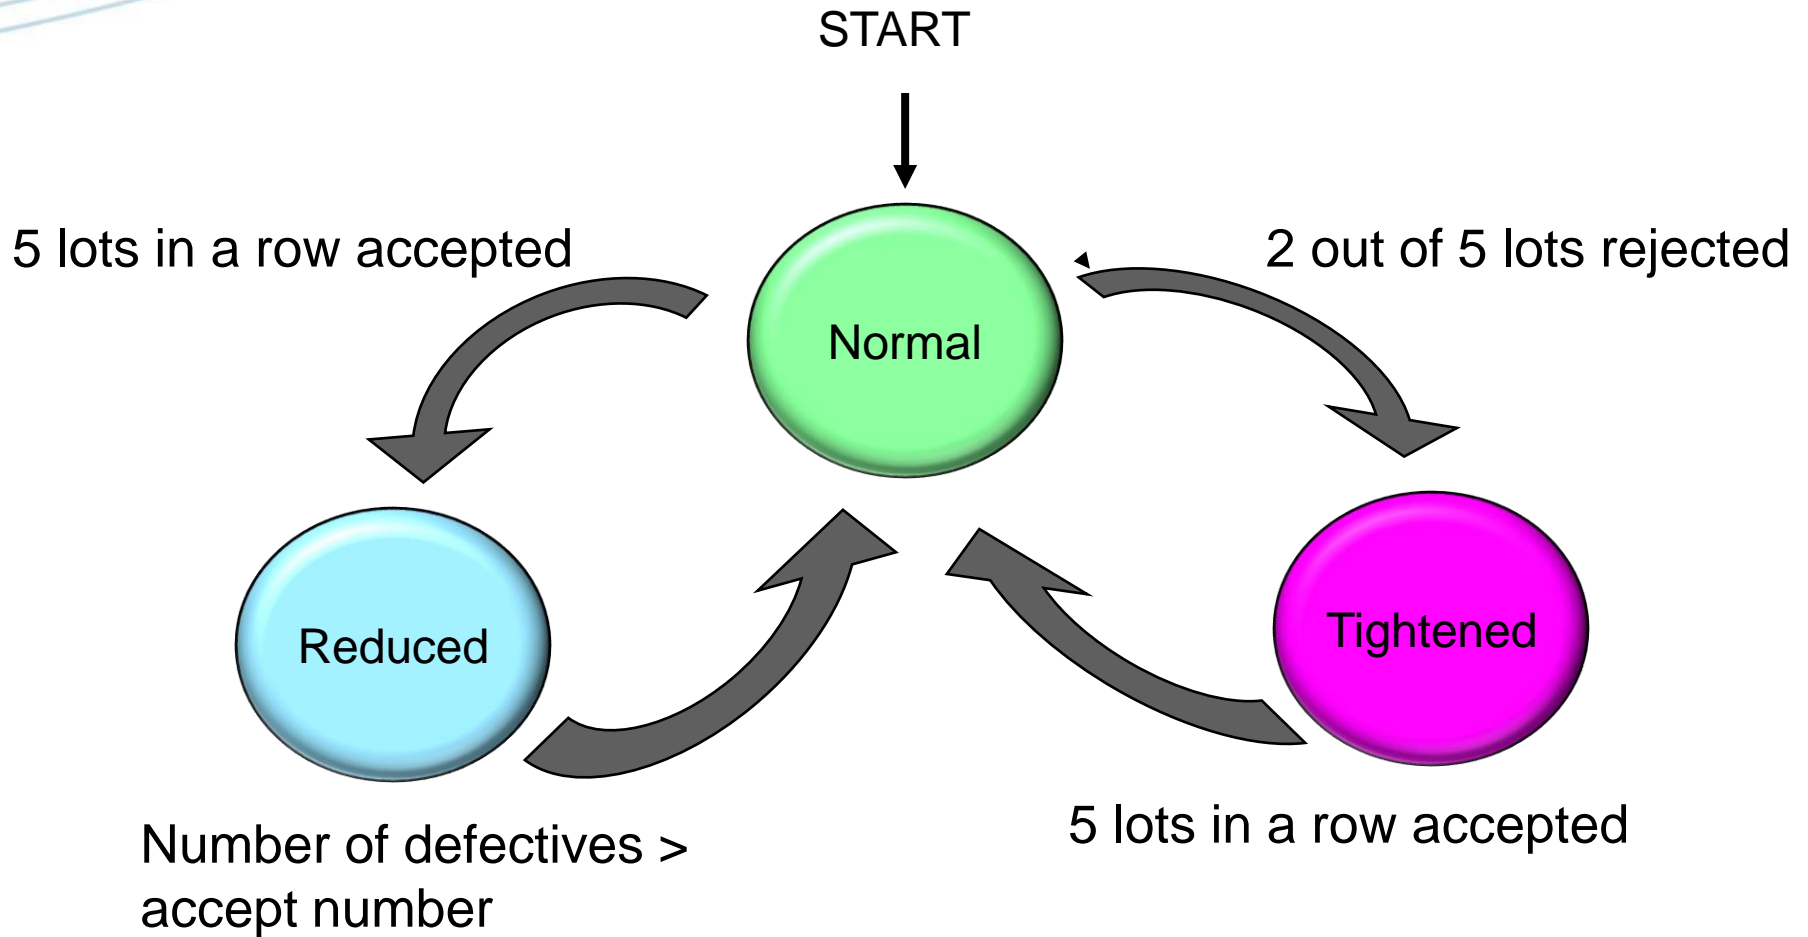 START
5 lots in a row accepted
2 out of 5 lots rejected
Normal
Reduced
Tightened
Number of defectives >
accept number
5 lots in a row accepted